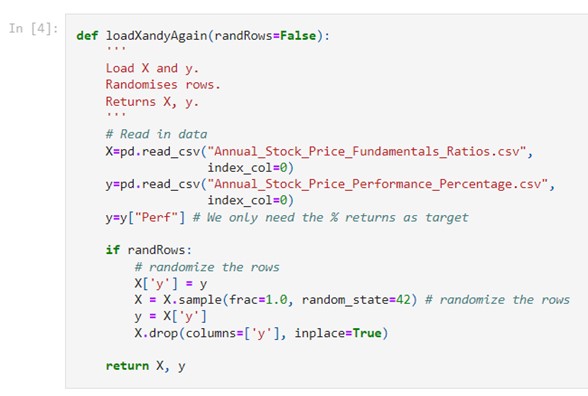 In [4]:
def loadXandyAgain(randRows=False):
    '''
    Load X and y.
    Randomises rows.
    Returns X, y.
    '''
    # Read in data
    X=pd.read_csv("Annual_Stock_Price_Fundamentals_Ratios.csv",
                  index_col=0)
    y=pd.read_csv("Annual_Stock_Price_Performance_Percentage.csv",
                  index_col=0)
    y=y["Perf"] # We only need the % returns as target

    if randRows:
        # randomize the rows
        X['y'] = y
        X = X.sample(frac=1.0, random_state=42) # randomize the rows
        y = X['y']
        X.drop(columns=['y'], inplace=True)

    return X, y